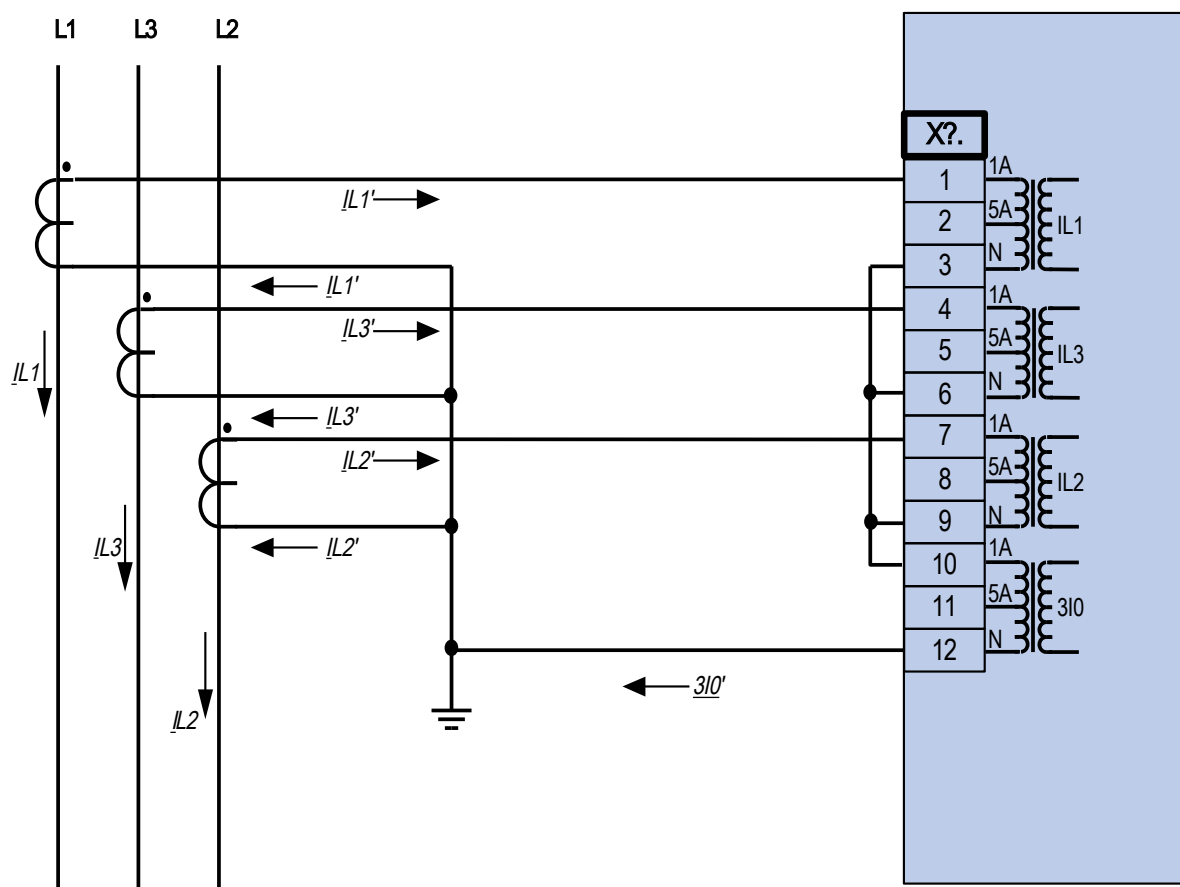 L1 L3 L2
X?.
1 1A
IL1'
2 5A
IL1
3 N
IL1'
4 1A
IL3'
5 5A
IL3
IL1
6 N
IL3'
7 1A
IL2'
8 5A
IL2
9 N
IL3
IL2'
10 1A
11 5A
3I0
12 N
3I0'
IL2